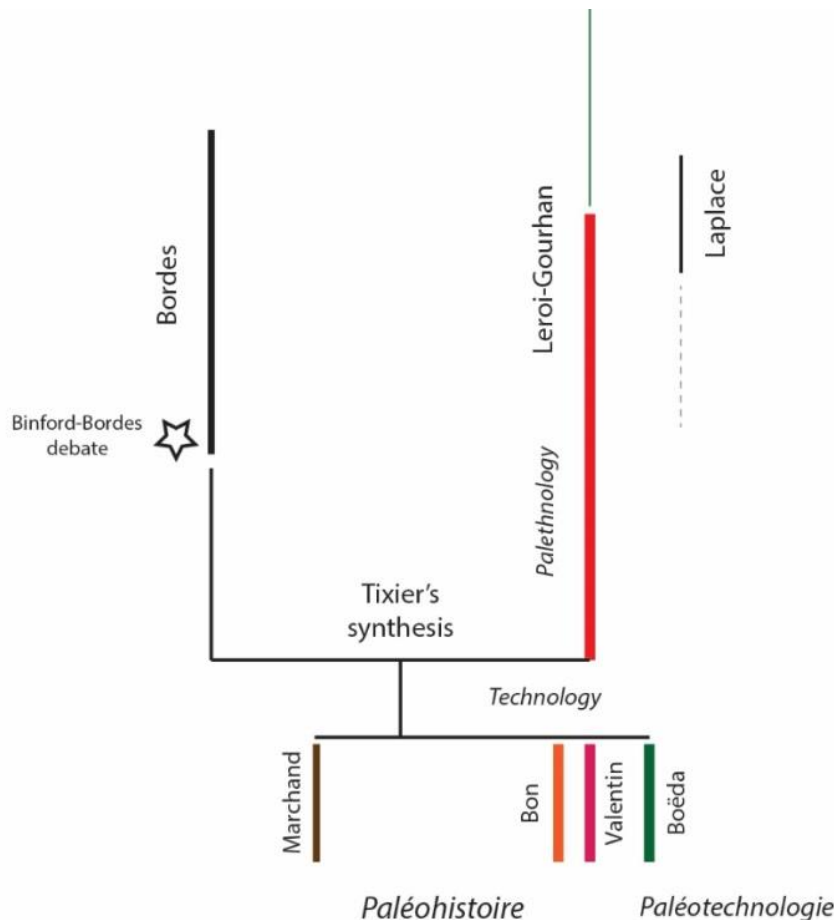 Bordes
Leroi-Gourhan
Laplace
Binford-Bordes
debate
Palethnology
Tixier's
synthesis
Technology
Marchand
Bon
Valentin
Boëda
Paléohistoire
Paléotechnologie